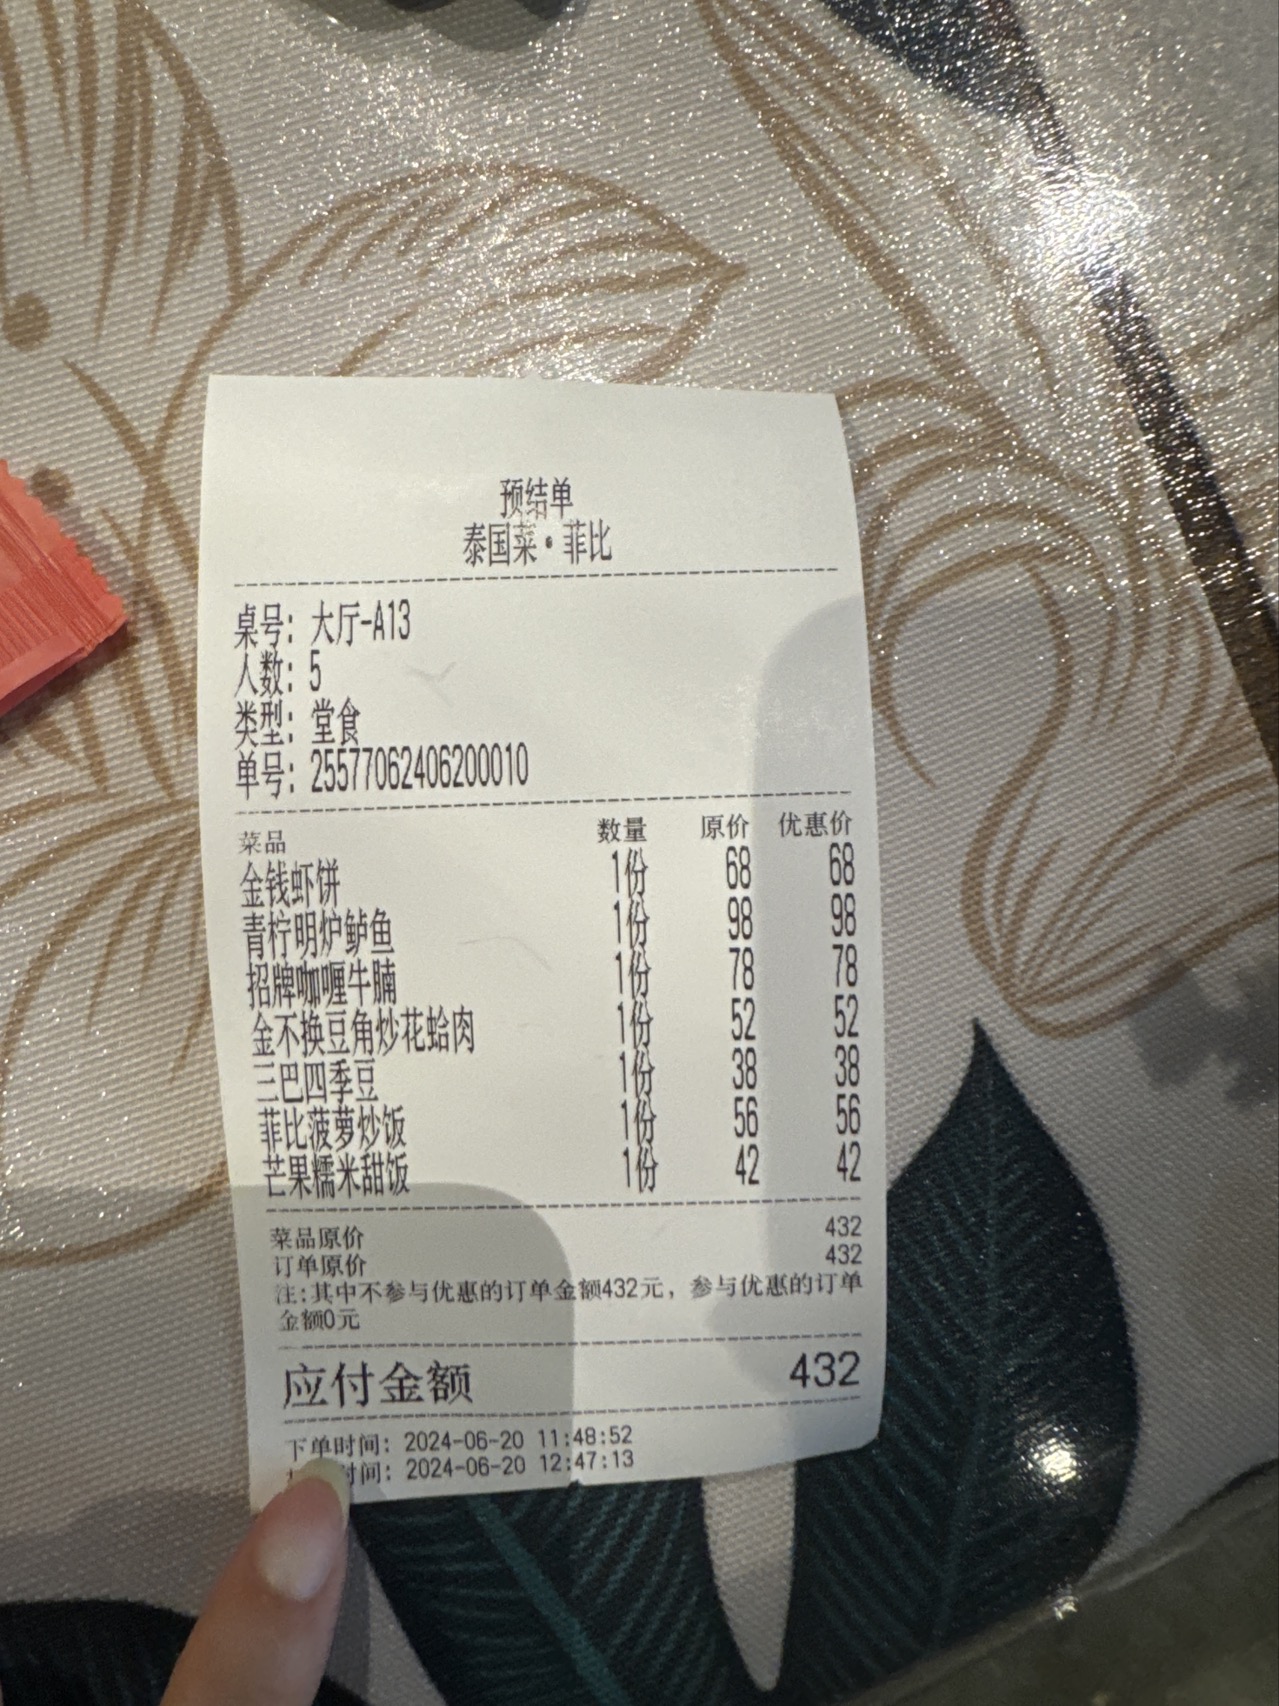 预结单
泰国菜•菲比
桌号: 大厅-A13
人数: 5
类型: 堂食
单号: 25577062406200010
菜品 数量 原价 优惠价
金钱虾饼 1份 68 68
青柠明炉鲈鱼 1份 98 98
招牌咖喱牛腩 1份 78 78
金不换豆角炒花蛤肉 1份 52 52
三巴四季豆 1份 38 38
菲比菠萝炒饭 1份 56 56
芒果糯米甜饭 1份 42 42
菜品原价 432
订单原价 432
注:其中不参与优惠的订单金额432元, 参与优惠的订单
金额0元
应付金额 432
下单时间: 2024-06-20 11:48:52
时间: 2024-06-20 12:47:13